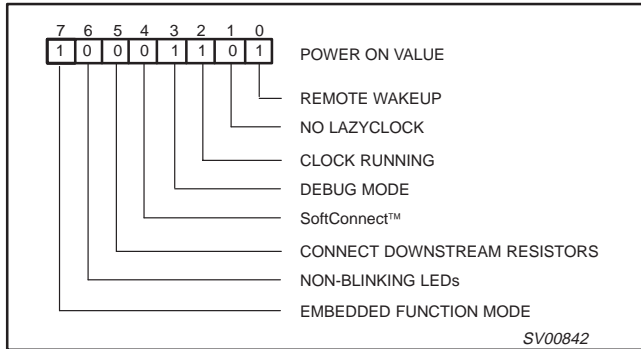 7 6 5 4 3 2 1 0
1 0 0 0 1 1 0 1 POWER ON VALUE
REMOTE WAKEUP
NO LAZYCLOCK
CLOCK RUNNING
DEBUG MODE
SoftConnect™
CONNECT DOWNSTREAM RESISTORS
NON-BLINKING LEDs
EMBEDDED FUNCTION MODE
SV00842